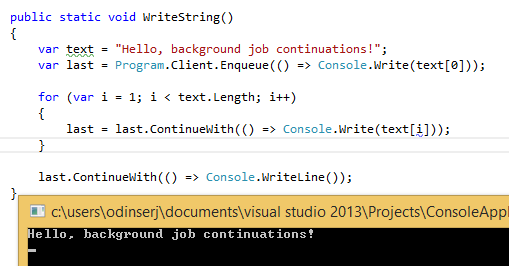 public static void WriteString()
{
var text = "Hello, background job continuations!";
var last = Program.Client.Enqueue(() => Console.Write(text[0]));
for (var i = 1; i < text.Length; i++)
{
last = last.ContinueWith(() => Console.Write(text[i]));
}
last.ContinueWith(() => Console.WriteLine());
}
c:\users\odinserj\documents\visual studio 2013\Projects\ConsoleAppl
Hello, background job continuations!